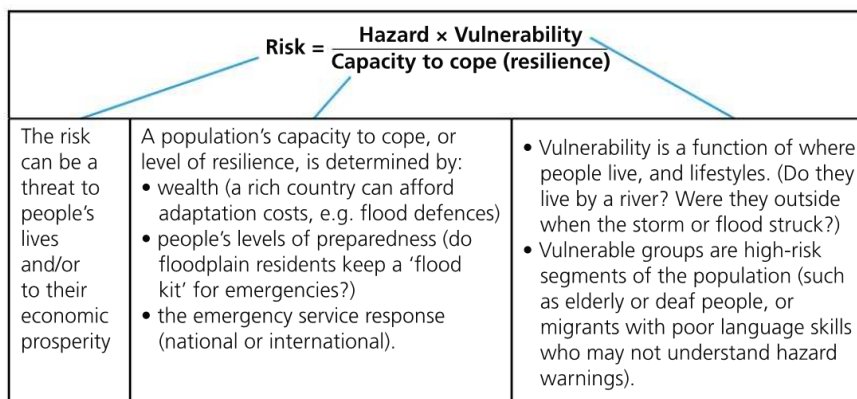 Risk = Hazard × Vulnerability
Capacity to cope (resilience)
The risk
can be a
threat to
people's
lives
and/or
to their
economic
prosperity
A population's capacity to cope, or
level of resilience, is determined by:
• wealth (a rich country can afford
adaptation costs, e.g. flood defences)
• people's levels of preparedness (do
floodplain residents keep a 'flood
kit' for emergencies?)
• the emergency service response
(national or international).
• Vulnerability is a function of where
people live, and lifestyles. (Do they
live by a river? Were they outside
when the storm or flood struck?)
• Vulnerable groups are high-risk
segments of the population (such
as elderly or deaf people, or
migrants with poor language skills
who may not understand hazard
warnings).